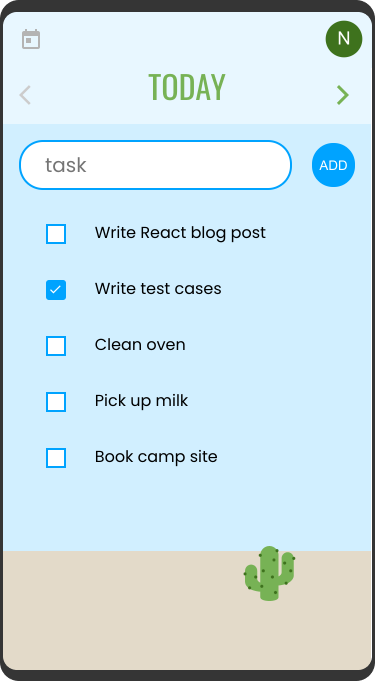 N
TODAY
task
ADD
Write React blog post
Write test cases
Clean oven
Pick up milk
Book camp site